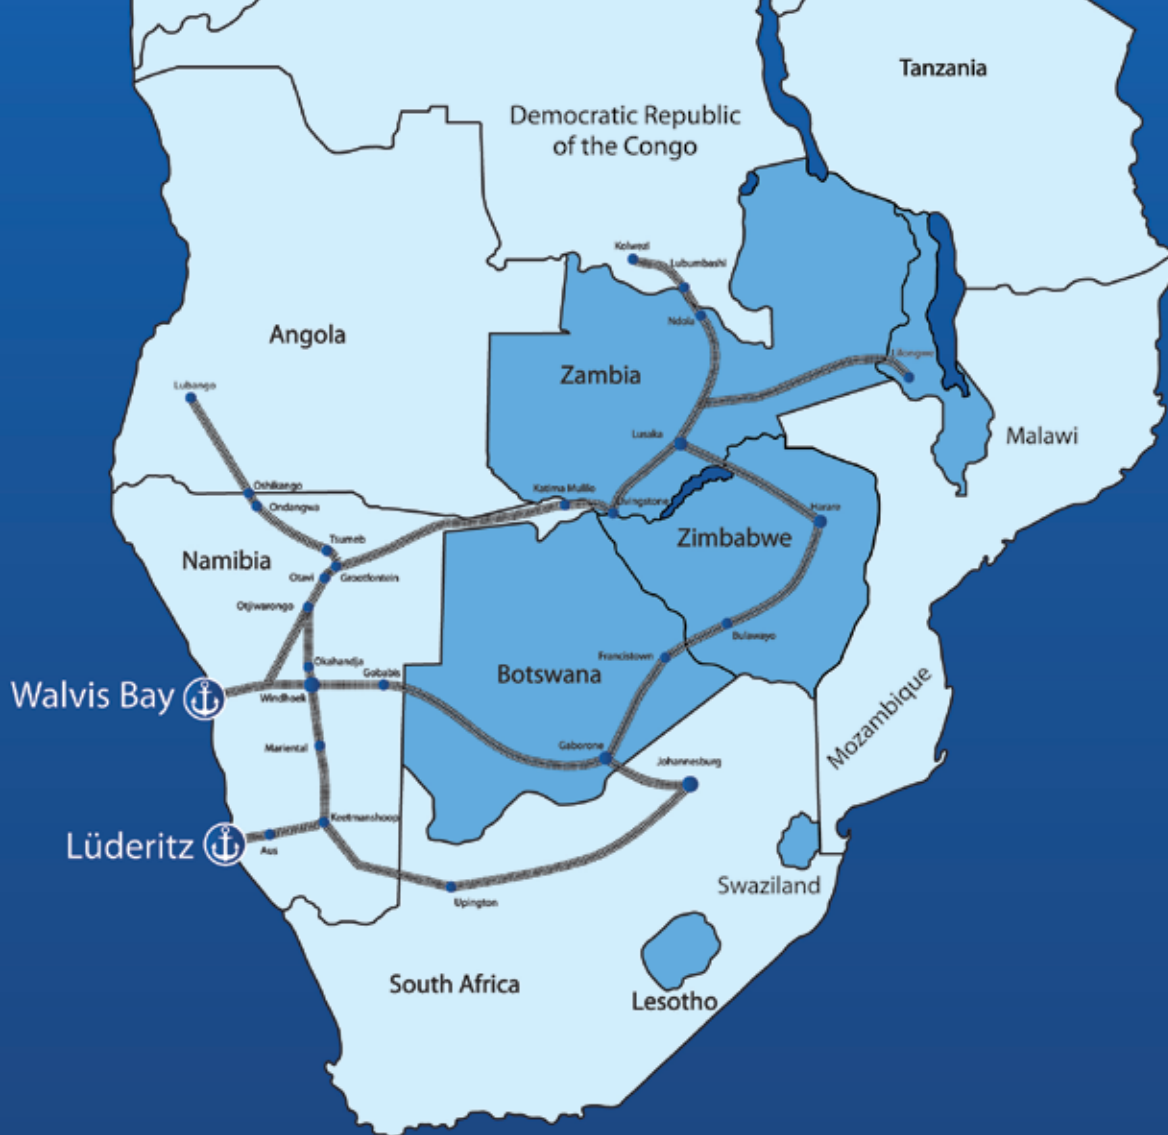 Tanzania
Democratic Republic
of the Congo
Kolwezi
Lubumbashi
Ndola
Angola
Lilongwe
Zambia
Lubango
Lusaka
Malawi
Oshikango
Katima Mulilo
Livingstone
Ondangwa
Harare
Tsumeb
Zimbabwe
Namibia
Otavi
Grootfontein
Otjiwarongo
Bulawayo
Francistown
Okahandja
Gobabis
Botswana
Walvis Bay
Windhoek
Mozambique
Mariental
Gaborone
Johannesburg
Keetmanshoop
Lüderitz
Aus
Swaziland
Upington
South Africa
Lesotho